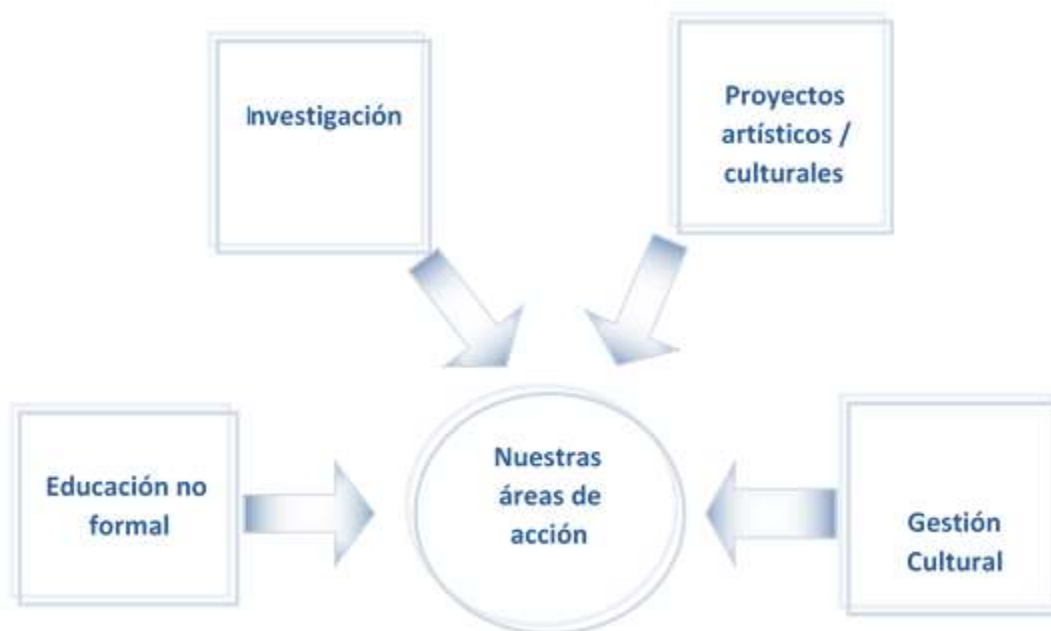 Investigación
Proyectos
artísticos /
culturales
Educación no
formal
Nuestras
áreas de
acción
Gestión
Cultural